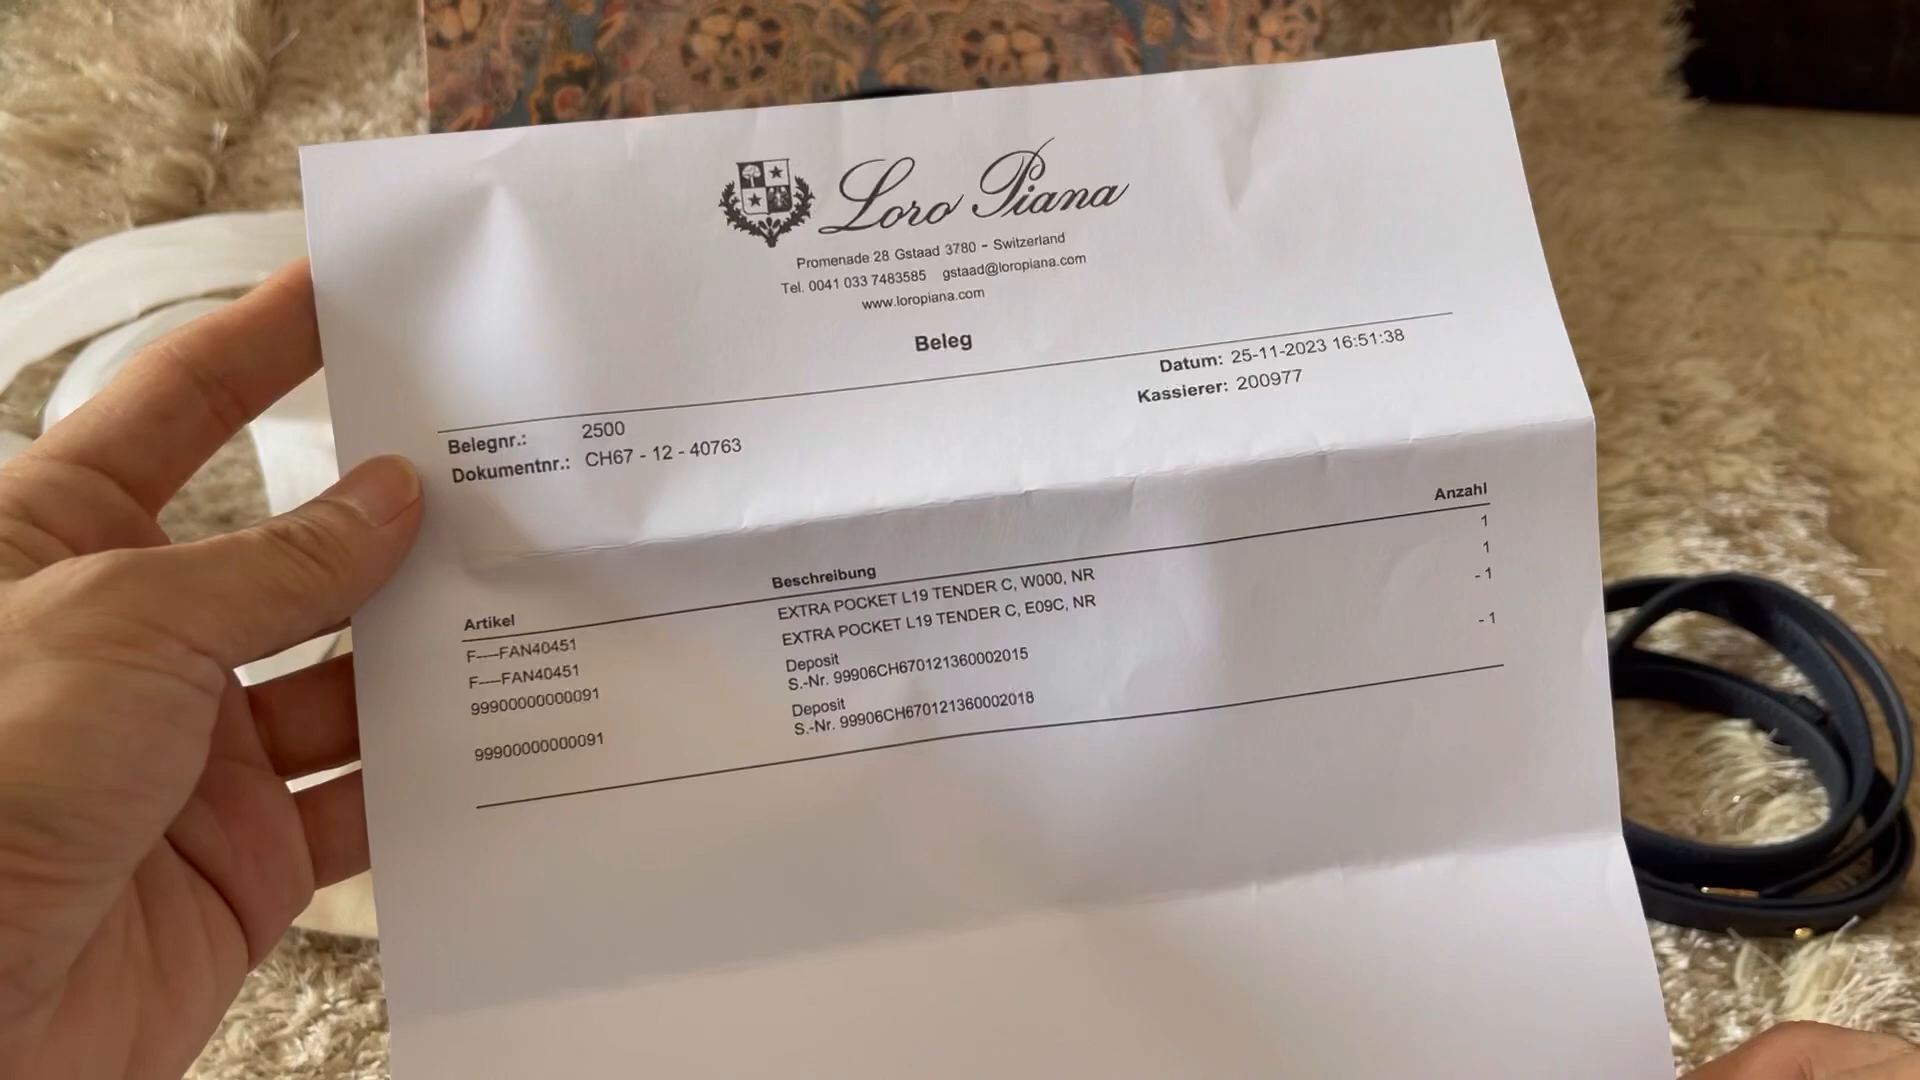 Loro Piana
Promenade 28 Gstaad 3780 - Switzerland
Tel. 0041 033 7483585 gstaad@loropiana.com
www.loropiana.com
Beleg
Datum: 25-11-2023 16:51:38
Kassierer: 200977
Belegnr.: 2500
Dokumentnr.: CH67 - 12 - 40763
Artikel Beschreibung Anzahl
F----FAN40451 EXTRA POCKET L19 TENDER C, W000, NR 1
F----FAN40451 EXTRA POCKET L19 TENDER C, E09C, NR 1
99900000000091 Deposit - 1
S.-Nr. 99906CH670121360002015
99900000000091 Deposit - 1
S.-Nr. 99906CH670121360002018